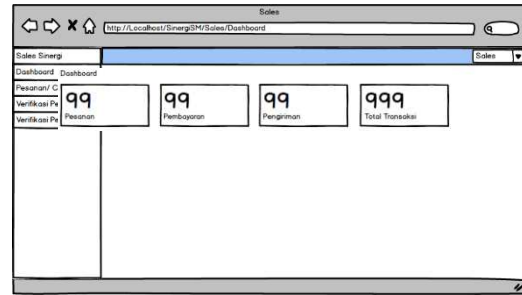 Sales
http://Localhost/SinergiSM/Sales/Dashboard
Sales Sinergi
Sales
Dashboard
Dashboard
Pesanan/ C
Verifikasi Pe
Verifikasi Pe
99
Pesanan
99
Pembayaran
99
Pengiriman
999
Total Transaksi